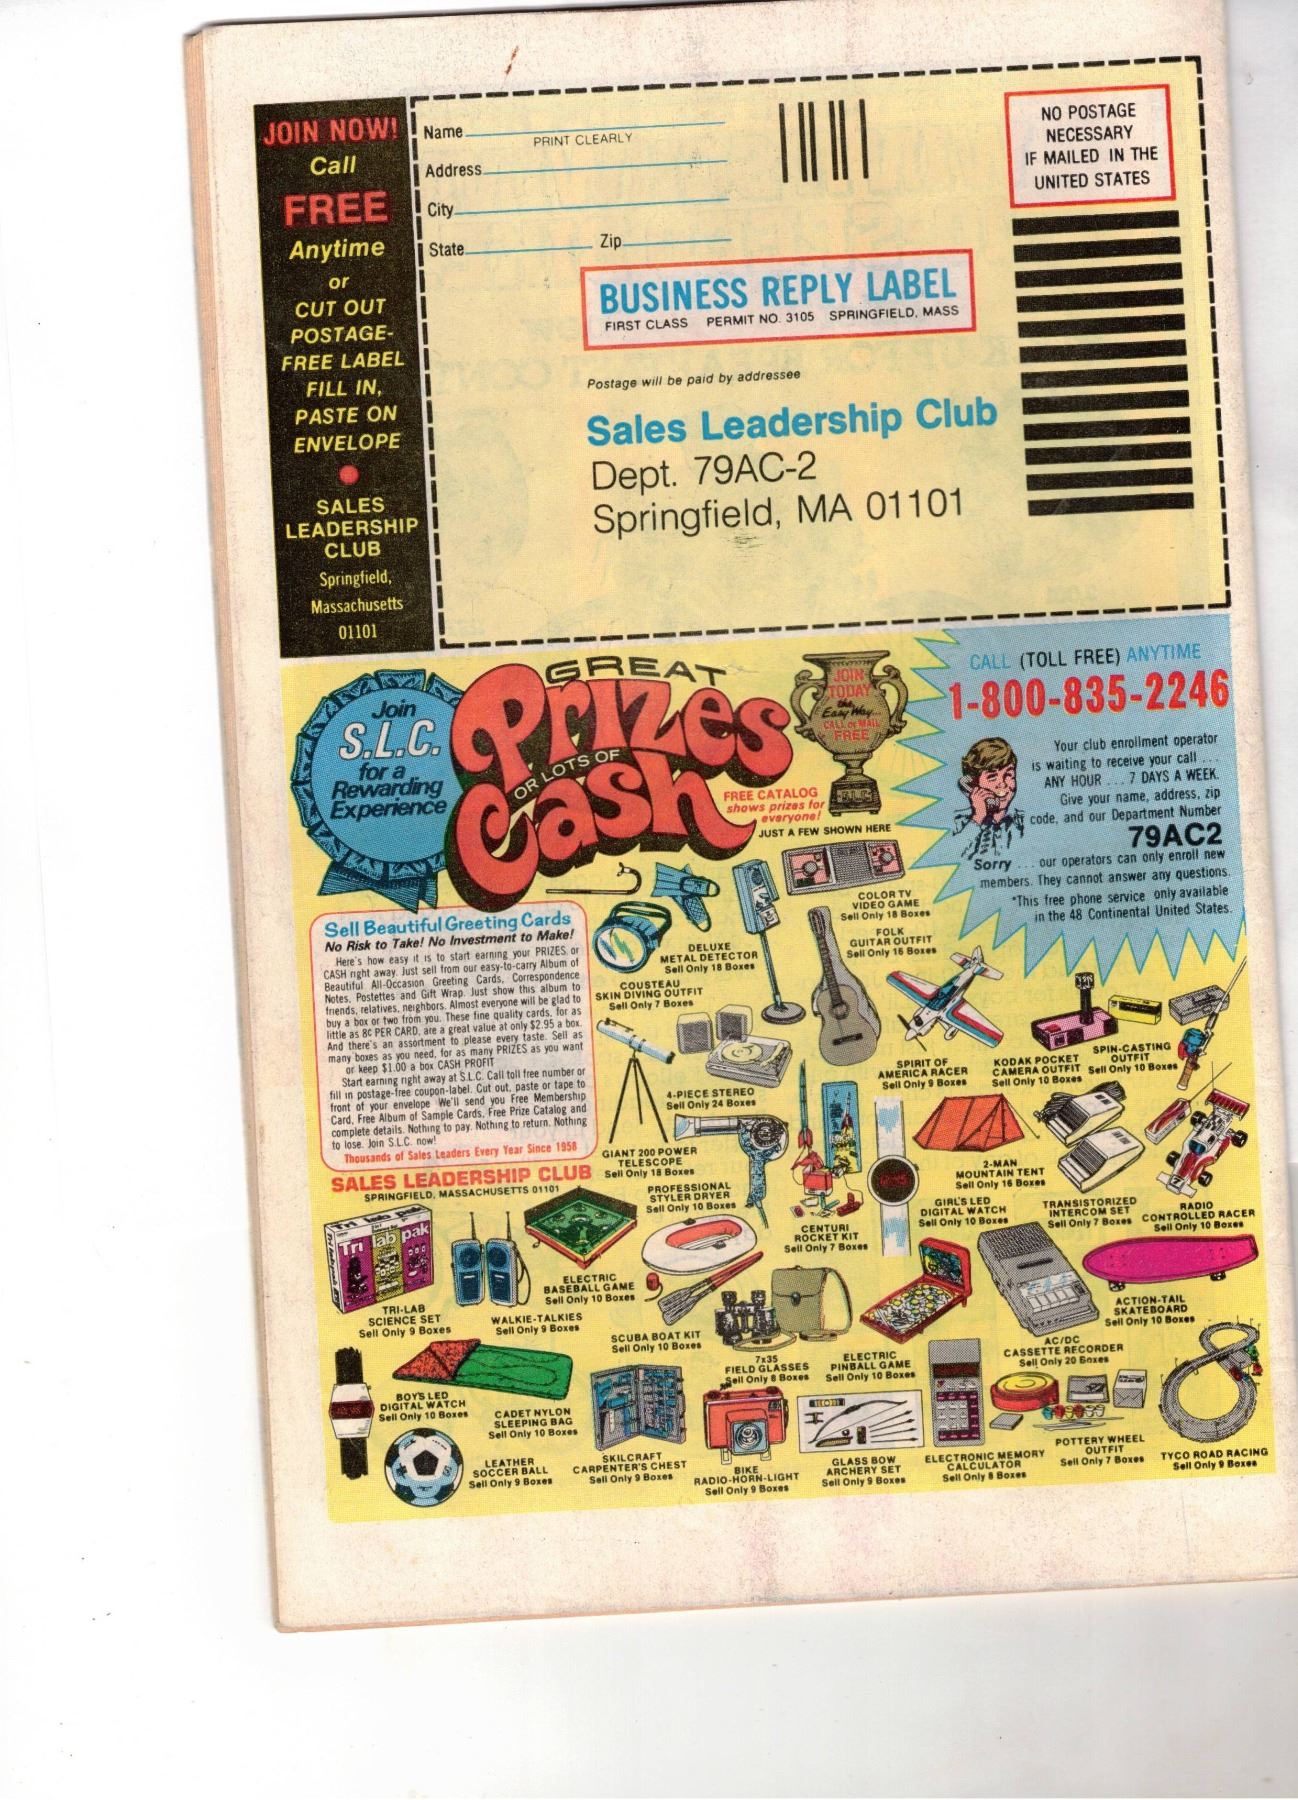 JOIN NOW!
Call
FREE
Anytime
or
CUT OUT
POSTAGE-
FREE LABEL
FILL IN,
PASTE ON
ENVELOPE
SALES
LEADERSHIP
CLUB
Springfield,
Massachusetts
01101
Name
PRINT CLEARLY
Address
City
State Zip
NO POSTAGE
NECESSARY
IF MAILED IN THE
UNITED STATES
BUSINESS REPLY LABEL
FIRST CLASS PERMIT NO. 3105 SPRINGFIELD, MASS
Postage will be paid by addressee
Sales Leadership Club
Dept. 79AC-2
Springfield, MA 01101
Join
S.L.C.
for a
Rewarding
Experience
GREAT
Prizes
OR LOTS OF
Cash
JOIN
TODAY
the
Easy Way...
CALL or MAIL
FREE
S.L.C.
FREE CATALOG
shows prizes for
everyone!
JUST A FEW SHOWN HERE
CALL (TOLL FREE) ANYTIME
1-800-835-2246
Your club enrollment operator
is waiting to receive your call ...
ANY HOUR ... 7 DAYS A WEEK.
Give your name, address, zip
code, and our Department Number
79AC2
Sorry ... our operators can only enroll new
members. They cannot answer any questions.
*This free phone service only available
in the 48 Continental United States.
Sell Beautiful Greeting Cards
No Risk to Take! No Investment to Make!
Here's how easy it is to start earning your PRIZES or
CASH right away. Just sell from our easy-to-carry Album of
Beautiful All-Occasion Greeting Cards, Correspondence
Notes, Postettes and Gift Wrap. Just show this album to
friends, relatives, neighbors. Almost everyone will be glad to
buy a box or two from you. These fine quality cards, for as
little as 8¢ PER CARD, are a great value at only $2.95 a box.
And there's an assortment to please every taste. Sell as
many boxes as you need, for as many PRIZES as you want
or keep $1.00 a box CASH PROFIT.
Start earning right away at S.L.C. Call toll free number or
fill in postage-free coupon-label. Cut out, paste or tape to
front of your envelope We'll send you Free Membership
Card, Free Album of Sample Cards, Free Prize Catalog and
complete details. Nothing to pay. Nothing to return. Nothing
to lose. Join S.L.C. now!
Thousands of Sales Leaders Every Year Since 1958
SALES LEADERSHIP CLUB
SPRINGFIELD, MASSACHUSETTS 01101
COLOR TV
VIDEO GAME
Sell Only 18 Boxes
DELUXE
METAL DETECTOR
Sell Only 18 Boxes
FOLK
GUITAR OUTFIT
Sell Only 16 Boxes
COUSTEAU
SKIN DIVING OUTFIT
Sell Only 7 Boxes
4-PIECE STEREO
Sell Only 24 Boxes
SPIRIT OF
AMERICA RACER
Sell Only 9 Boxes
KODAK POCKET
CAMERA OUTFIT
Sell Only 10 Boxes
SPIN-CASTING
OUTFIT
Sell Only 10 Boxes
GIANT 200 POWER
TELESCOPE
Sell Only 18 Boxes
PROFESSIONAL
STYLER DRYER
Sell Only 10 Boxes
CENTURI
ROCKET KIT
Sell Only 7 Boxes
2-MAN
MOUNTAIN TENT
Sell Only 16 Boxes
GIRL'S LED
DIGITAL WATCH
Sell Only 10 Boxes
TRANSISTORIZED
INTERCOM SET
Sell Only 7 Boxes
RADIO
CONTROLLED RACER
Sell Only 10 Boxes
Tri lab pak
Tri lab pak
TRI-LAB
SCIENCE SET
Sell Only 9 Boxes
WALKIE-TALKIES
Sell Only 9 Boxes
ELECTRIC
BASEBALL GAME
Sell Only 10 Boxes
SCUBA BOAT KIT
Sell Only 10 Boxes
7x35
FIELD GLASSES
Sell Only 8 Boxes
ELECTRIC
PINBALL GAME
Sell Only 10 Boxes
AC/DC
CASSETTE RECORDER
Sell Only 20 Boxes
ACTION-TAIL
SKATEBOARD
Sell Only 10 Boxes
BOY'S LED
DIGITAL WATCH
Sell Only 10 Boxes
CADET NYLON
SLEEPING BAG
Sell Only 10 Boxes
LEATHER
SOCCER BALL
Sell Only 9 Boxes
SKILCRAFT
CARPENTER'S CHEST
Sell Only 9 Boxes
BIKE
RADIO-HORN-LIGHT
Sell Only 9 Boxes
GLASS BOW
ARCHERY SET
Sell Only 9 Boxes
ELECTRONIC MEMORY
CALCULATOR
Sell Only 8 Boxes
POTTERY WHEEL
OUTFIT
Sell Only 7 Boxes
TYCO ROAD RACING
Sell Only 9 Boxes